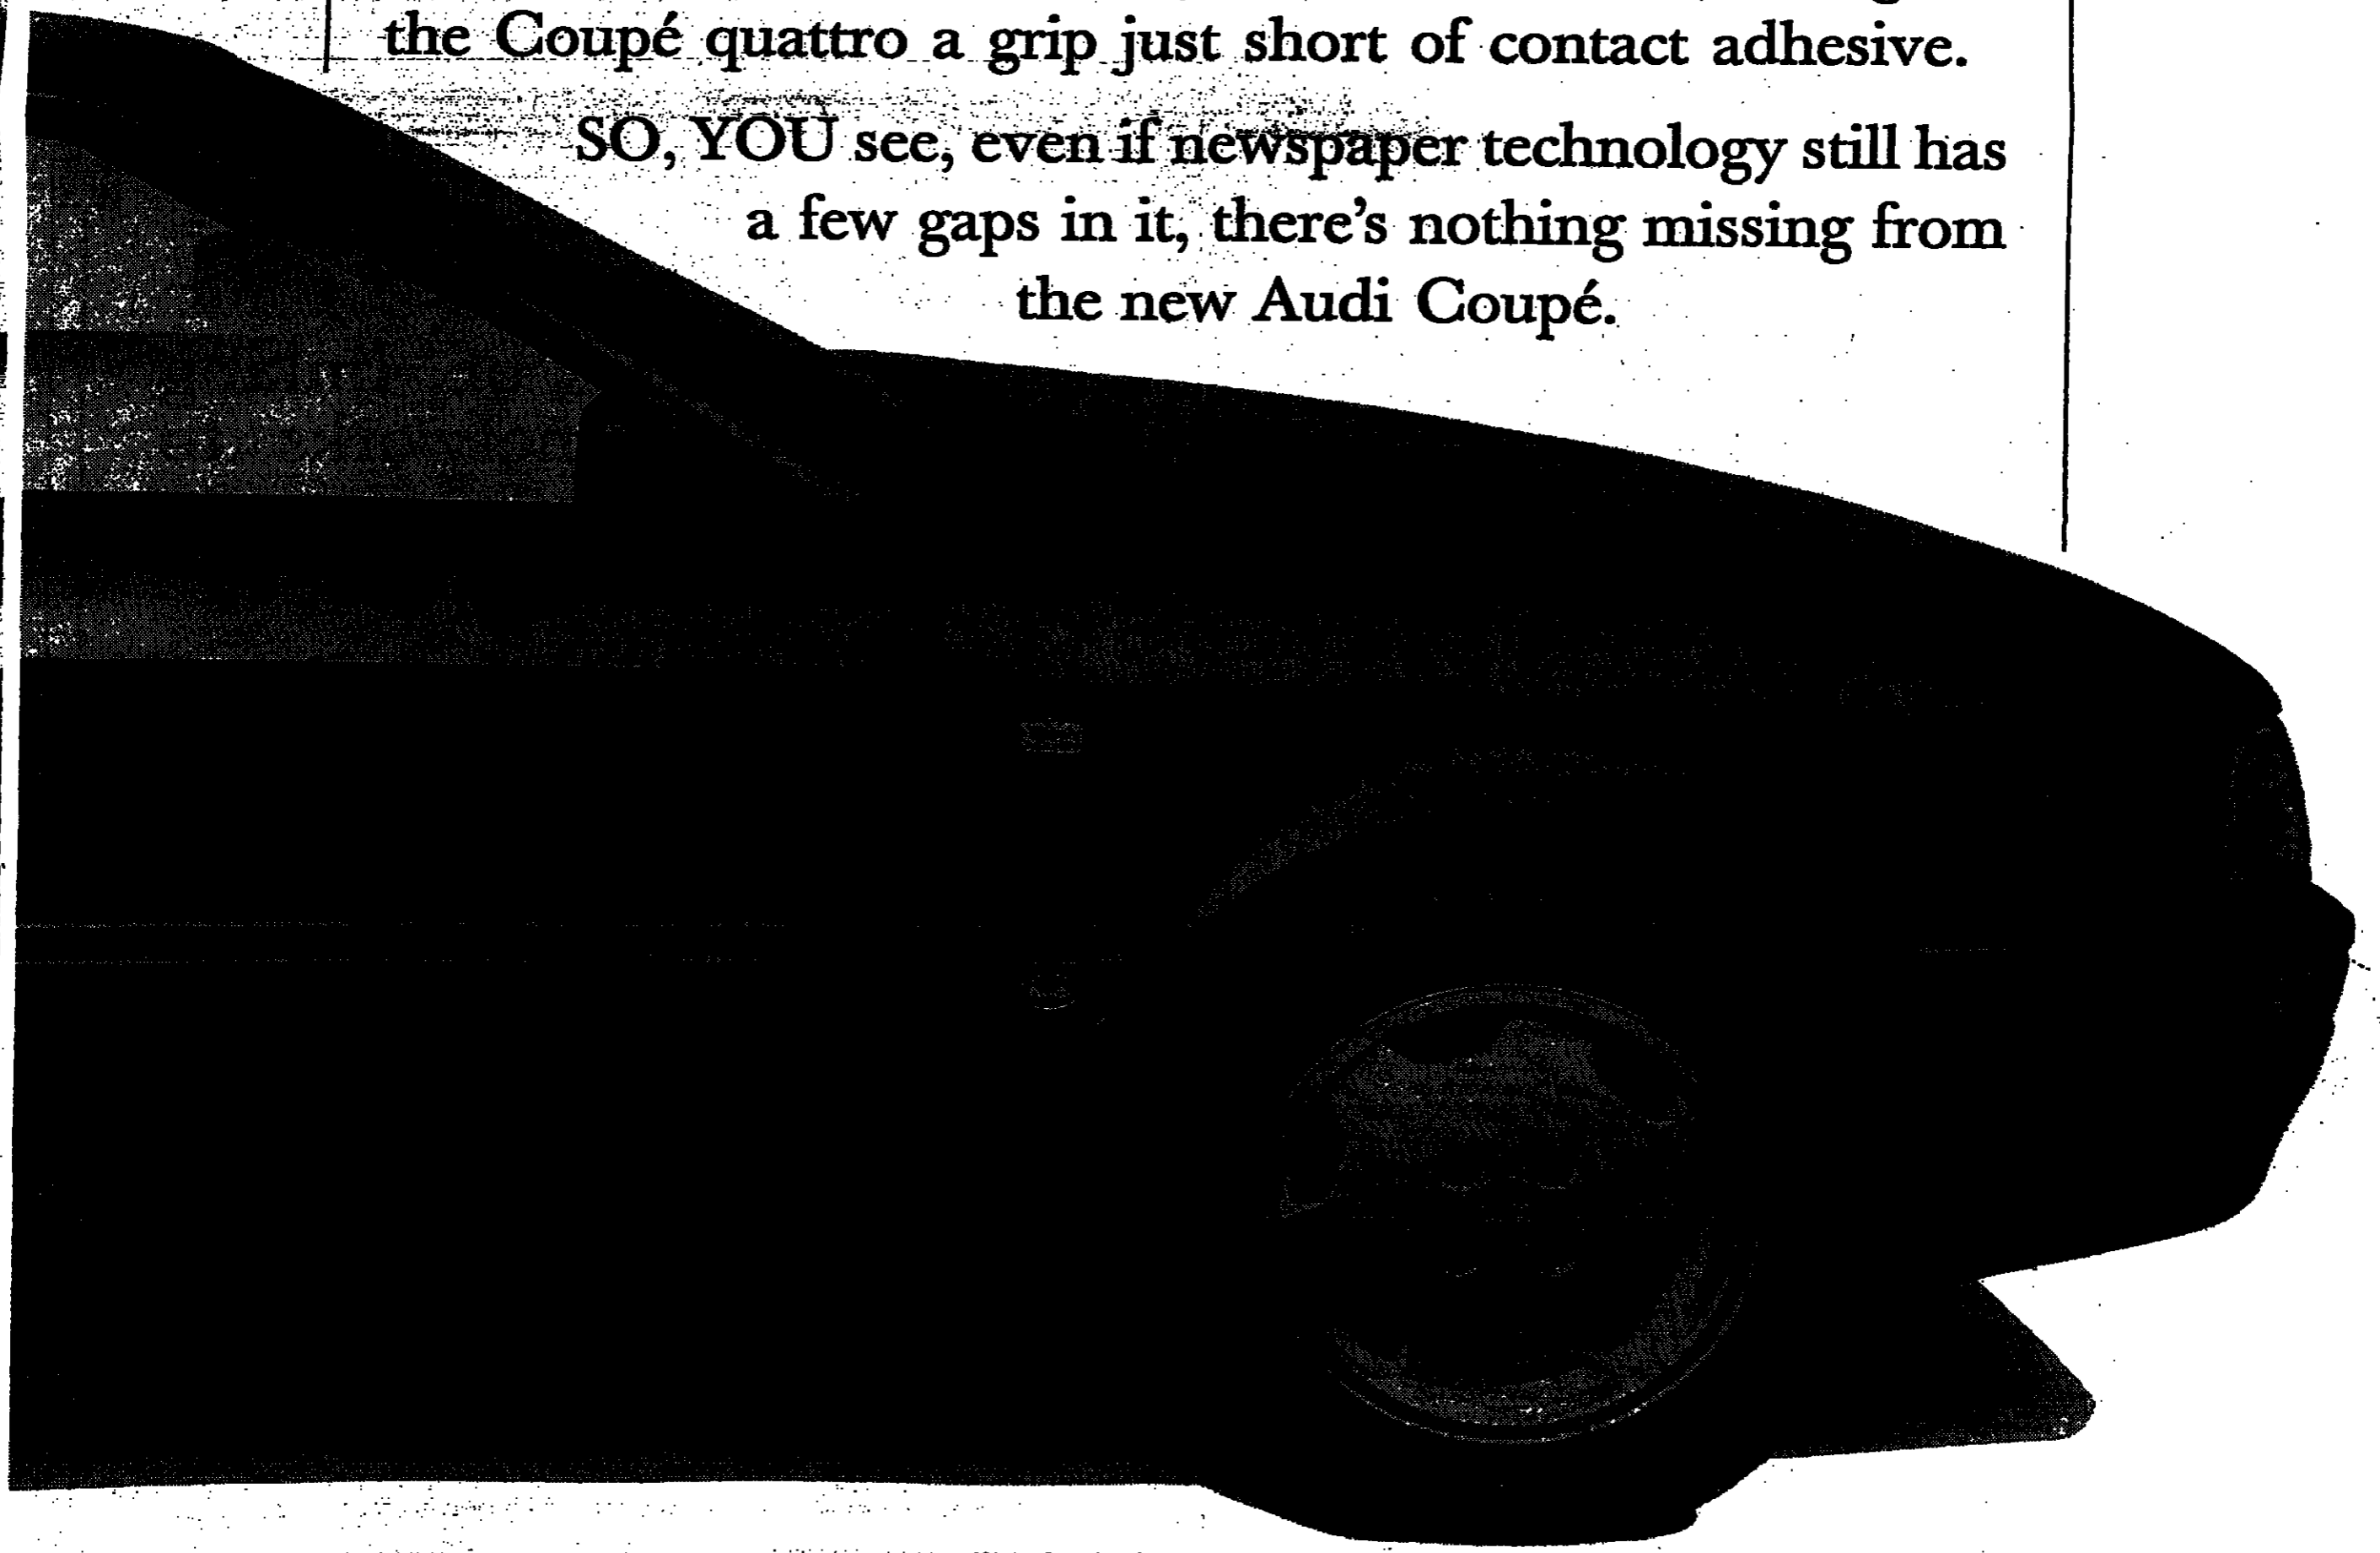 the Coupé quattro a grip just short of contact adhesive.
SO, YOU see, even if newspaper technology still has
a few gaps in it, there's nothing missing from
the new Audi Coupé.